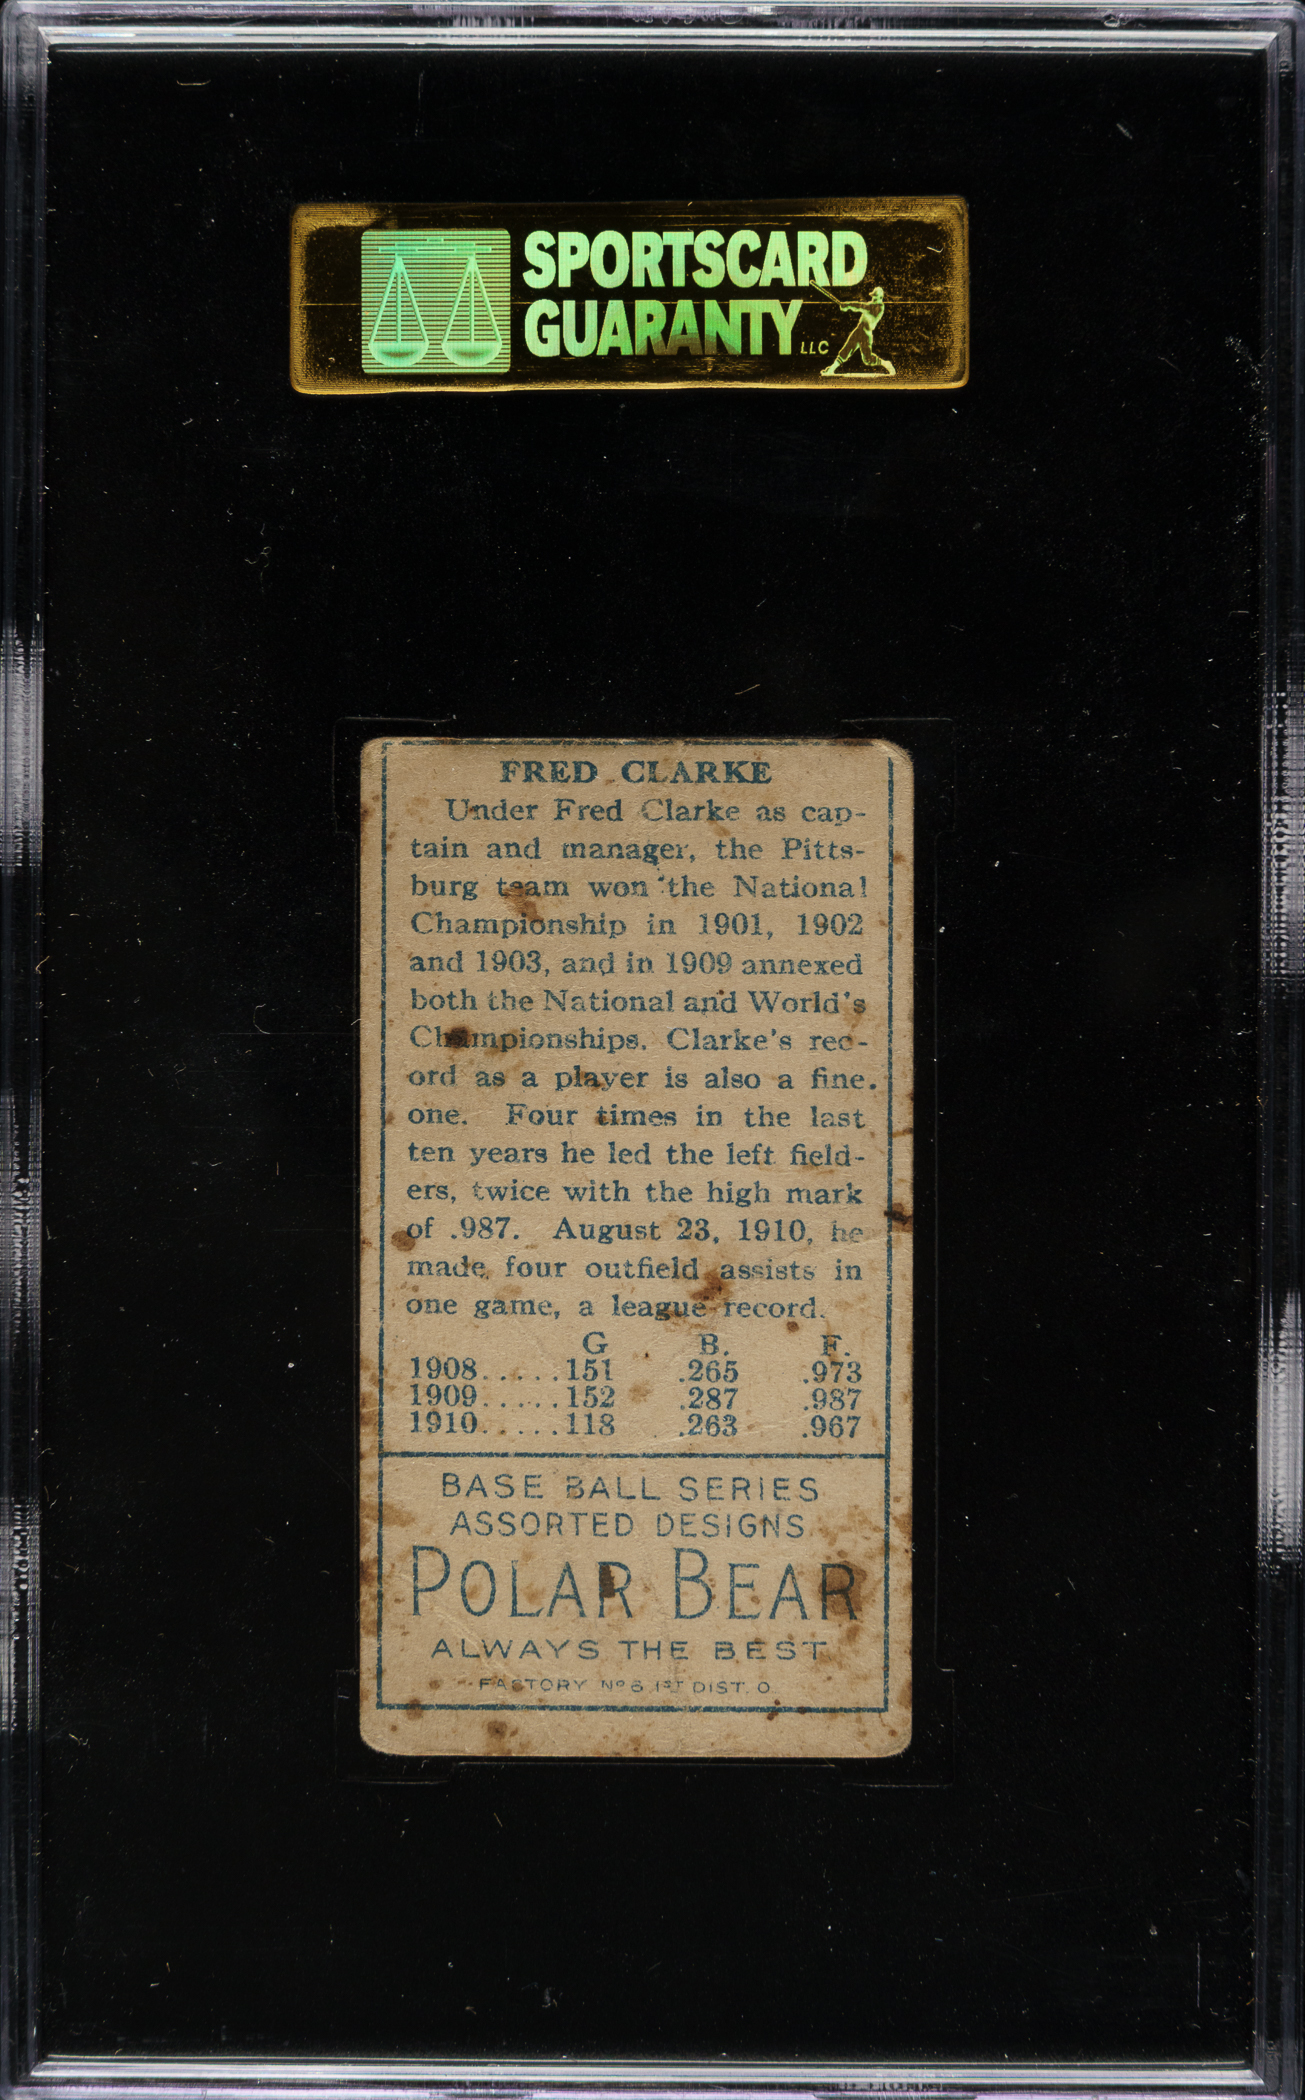 SPORTSCARD
GUARANTY LLC
FRED CLARKE
Under Fred Clarke as cap-
tain and manager, the Pitts-
burg team won the National
Championship in 1901, 1902
and 1903, and in 1909 annexed
both the National and World's
Championships. Clarke's rec-
ord as a player is also a fine
one. Four times in the last
ten years he led the left field-
ers, twice with the high mark
of .987. August 23, 1910, he
made four outfield assists in
one game, a league record.
G B. F.
1908......151 .265 .973
1909......152 .287 .987
1910......118 .263 .967
BASE BALL SERIES
ASSORTED DESIGNS
POLAR BEAR
ALWAYS THE BEST
FACTORY Nº 6 1ST DIST. O.